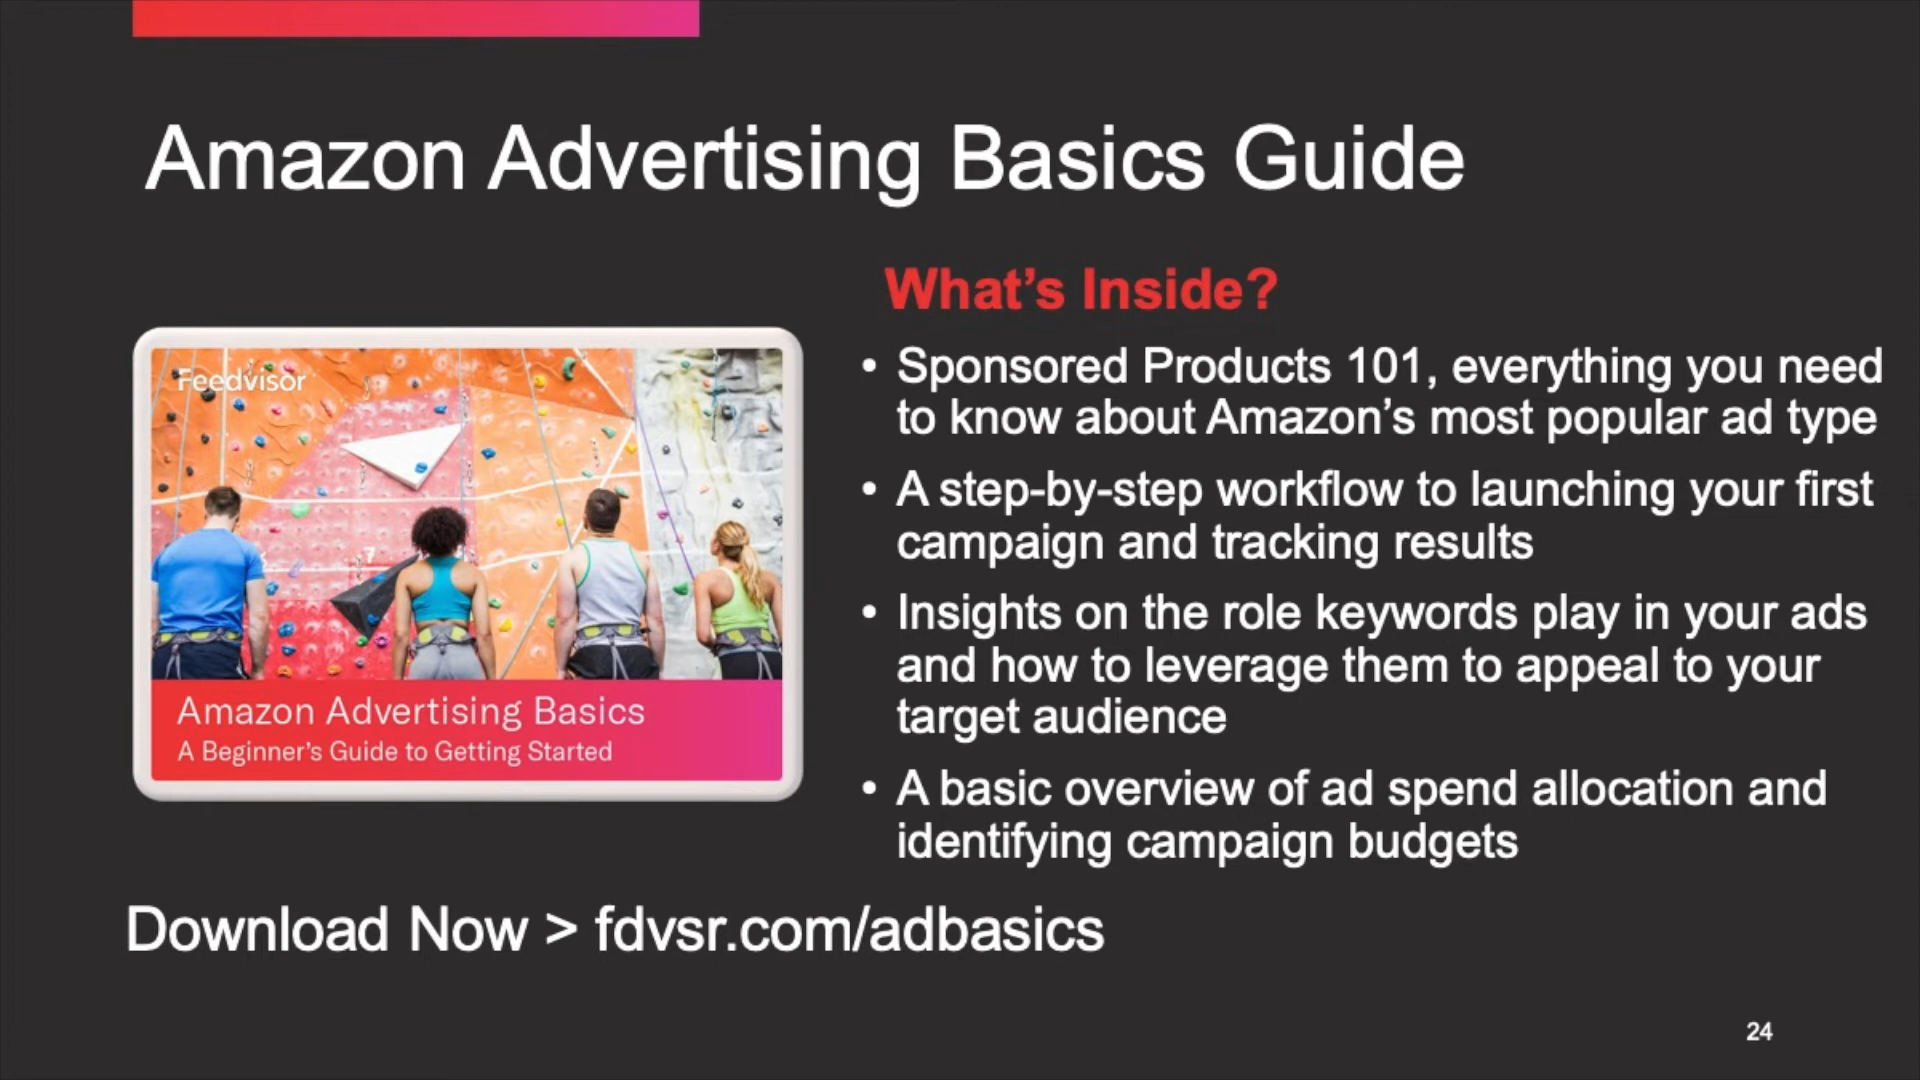 Amazon Advertising Basics Guide
What’s Inside?
Feedvisor
Amazon Advertising Basics
A Beginner’s Guide to Getting Started
• Sponsored Products 101, everything you need
to know about Amazon’s most popular ad type
• A step-by-step workflow to launching your first
campaign and tracking results
• Insights on the role keywords play in your ads
and how to leverage them to appeal to your
target audience
• A basic overview of ad spend allocation and
identifying campaign budgets
Download Now > fdvsr.com/adbasics
24